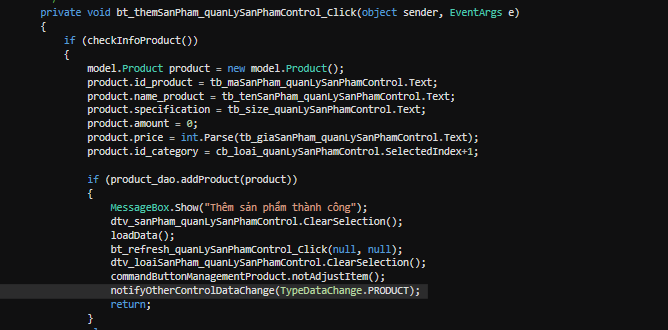 private void bt_themSanPham_quanLySanPhamControl_Click(object sender, EventArgs e)
{
if (checkInfoProduct())
{
model.Product product = new model.Product();
product.id_product = tb_maSanPham_quanLySanPhamControl.Text;
product.name_product = tb_tenSanPham_quanLySanPhamControl.Text;
product.specification = tb_size_quanLySanPhamControl.Text;
product.amount = 0;
product.price = int.Parse(tb_giaSanPham_quanLySanPhamControl.Text);
product.id_category = cb_loai_quanLySanPhamControl.SelectedIndex+1;
if (product_dao.addProduct(product))
{
MessageBox.Show("Thêm sản phẩm thành công");
dtv_sanPham_quanLySanPhamControl.ClearSelection();
loadData();
bt_refresh_quanLySanPhamControl_Click(null, null);
dtv_loaiSanPham_quanLySanPhamControl.ClearSelection();
commandButtonManagementProduct.notAdjustItem();
notifyOtherControlDataChange(TypeDataChange.PRODUCT);
return;
}